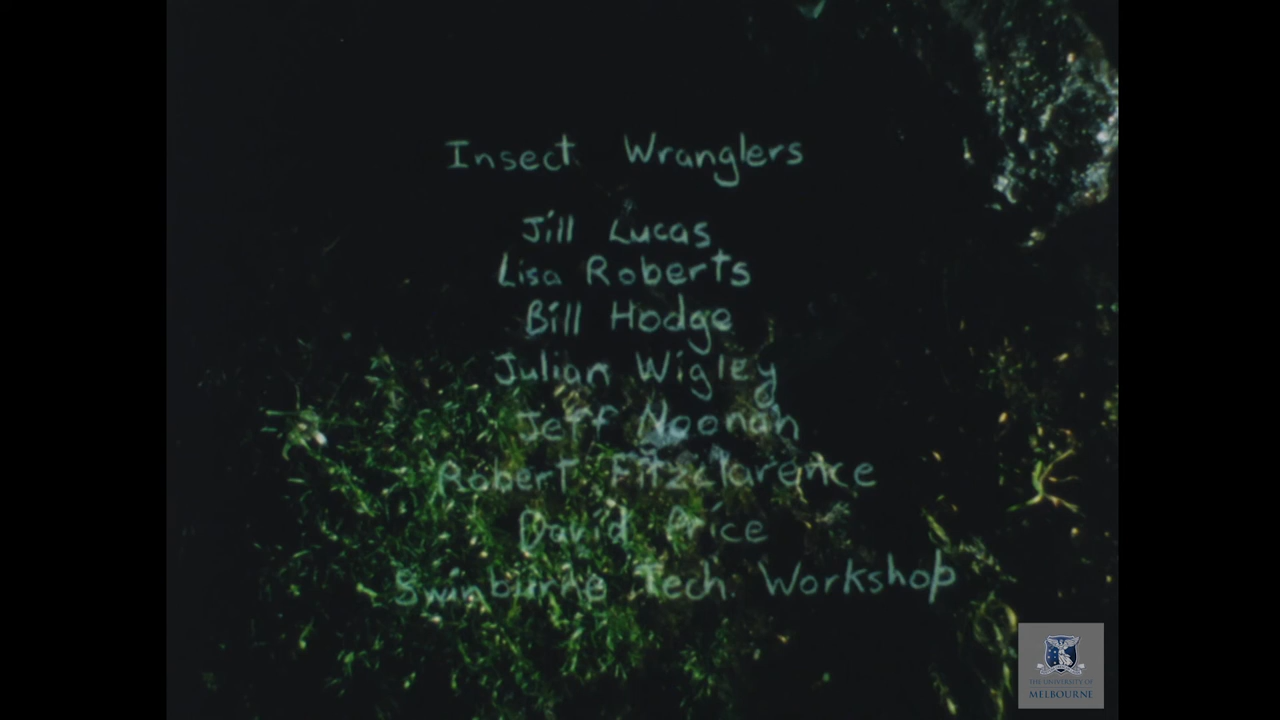 Insect Wranglers
Jill Lucas
Lisa Roberts
Bill Hodge
Julian Wigley
Jeff Noonan
Robert Fitzclarence
David Price
Swinburne Tech. Workshop
THE UNIVERSITY OF
MELBOURNE